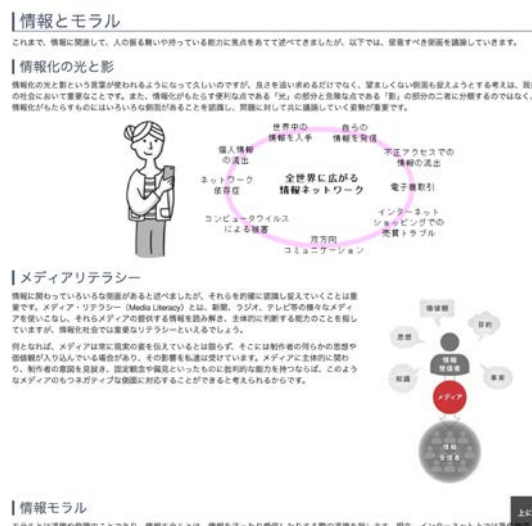 情報とモラル
これまで、情報に関連して、人の振る舞いや持っている能力に焦点をあてて述べてきましたが、以下では、留意すべき側面を議論していきます。
情報化の光と影
情報化の光と影という言葉が使われるようになって久しいのですが、良さを追い求めるだけでなく、望ましくない側面も捉えようとする考えは、現
の社会において重要なことです。また、情報化がもたらす便利な点である「光」の部分と危険な点である「影」の部分の二者に分類するのではなく、
情報化がもたらすものにはいろいろな側面があることを認識し、問題に対して共に議論していく姿勢が重要です。
世界中の
情報を入手
自らの
情報を発信
個人情報
の流出
不正アクセスでの
情報の流出
ネットワーク
依存症
全世界に広がる
情報ネットワーク
電子商取引
コンピュータウイルス
による被害
インターネット
ショッピングでの
売買トラブル
双方向
コミュニケーション
メディアリテラシー
情報に関わっていろいろな側面があると述べましたが、それらを的確に認識し捉えていくことは重
要です。メディア・リテラシー（Media Literacy）とは、新聞、ラジオ、テレビ等の様々なメディ
アを使いこなし、それらメディアの提供する情報を読み解き、主体的に判断する能力のことを指し
ていますが、情報化社会では重要なリテラシーといえるでしょう。
何となれば、メディアは常に現実の姿を伝えているとは限らず、そこには制作者の何らかの思想や
価値観が入り込んでいる場合があり、その影響を私達は受けています。メディアに主体的に関わ
り、制作者の意図を見抜き、固定観念や偏見といったものに批判的な能力を持つならば、このよう
なメディアのもつネガティブな側面に対応することができると考えられるからです。
価値観
目的
思想
情報
発信者
知識
事実
メディア
情報
受信者
情報モラル
上に